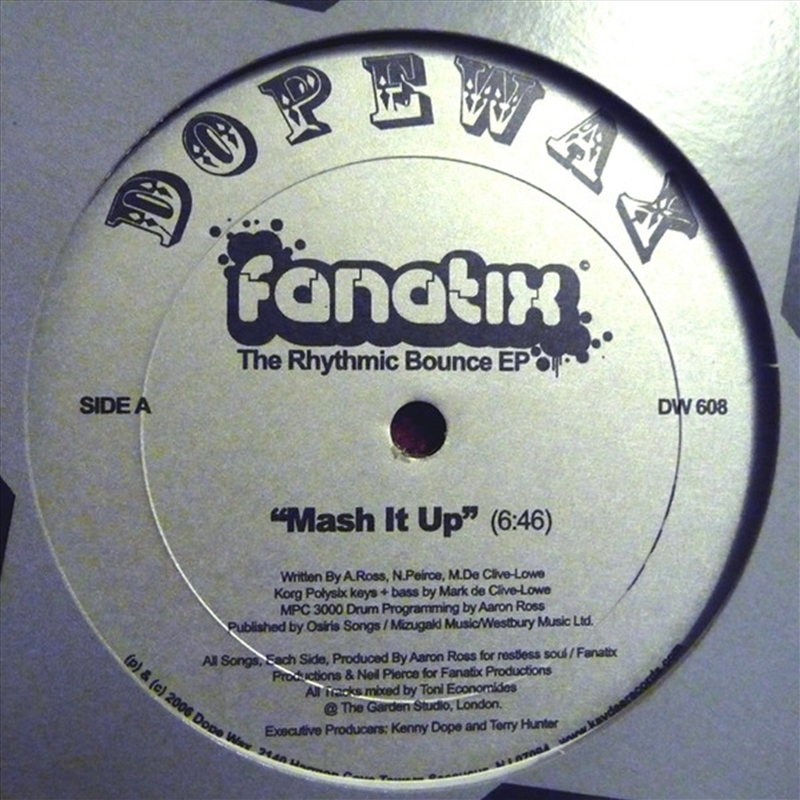 DOPEWAX
fanatix
The Rhythmic Bounce EP
SIDE A
DW 608
“Mash It Up” (6:46)
Written By A.Ross, N.Peirce, M.De Clive-Lowe
Korg Polysix keys + bass by Mark de Clive-Lowe
MPC 3000 Drum Programming by Aaron Ross
Published by Osiris Songs / Mizugaki Music/Westbury Music Ltd.
All Songs, Each Side, Produced By Aaron Ross for restless soul / Fanatix
Productions & Neil Pierce for Fanatix Productions
All Tracks mixed by Toni Economides
@ The Garden Studio, London.
Executive Producers: Kenny Dope and Terry Hunter
(p) & (c) 2006 Dope Wax, 2140 www.kaydeerecords.com